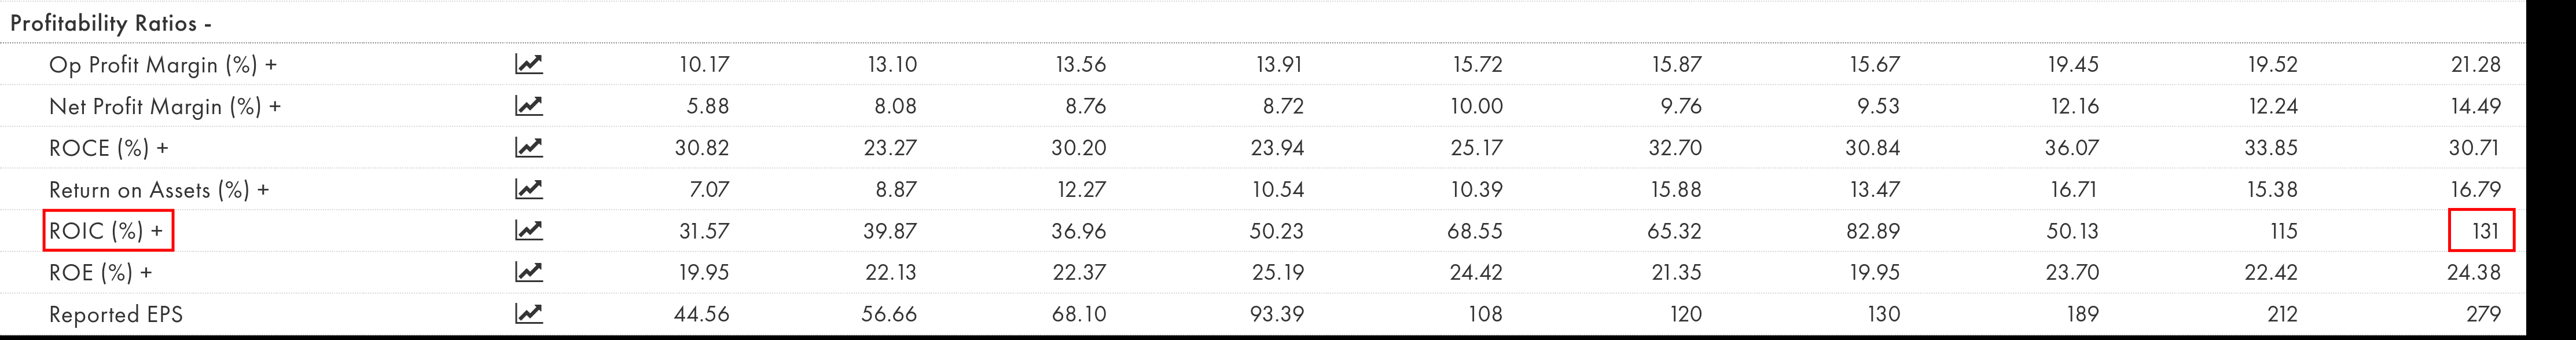 Profitability Ratios -
Op Profit Margin (%) + 10.17 13.10 13.56 13.91 15.72 15.87 15.67 19.45 19.52 21.28
Net Profit Margin (%) + 5.88 8.08 8.76 8.72 10.00 9.76 9.53 12.16 12.24 14.49
ROCE (%) + 30.82 23.27 30.20 23.94 25.17 32.70 30.84 36.07 33.85 30.71
Return on Assets (%) + 7.07 8.87 12.27 10.54 10.39 15.88 13.47 16.71 15.38 16.79
ROIC (%) + 31.57 39.87 36.96 50.23 68.55 65.32 82.89 50.13 115 131
ROE (%) + 19.95 22.13 22.37 25.19 24.42 21.35 19.95 23.70 22.42 24.38
Reported EPS 44.56 56.66 68.10 93.39 108 120 130 189 212 279